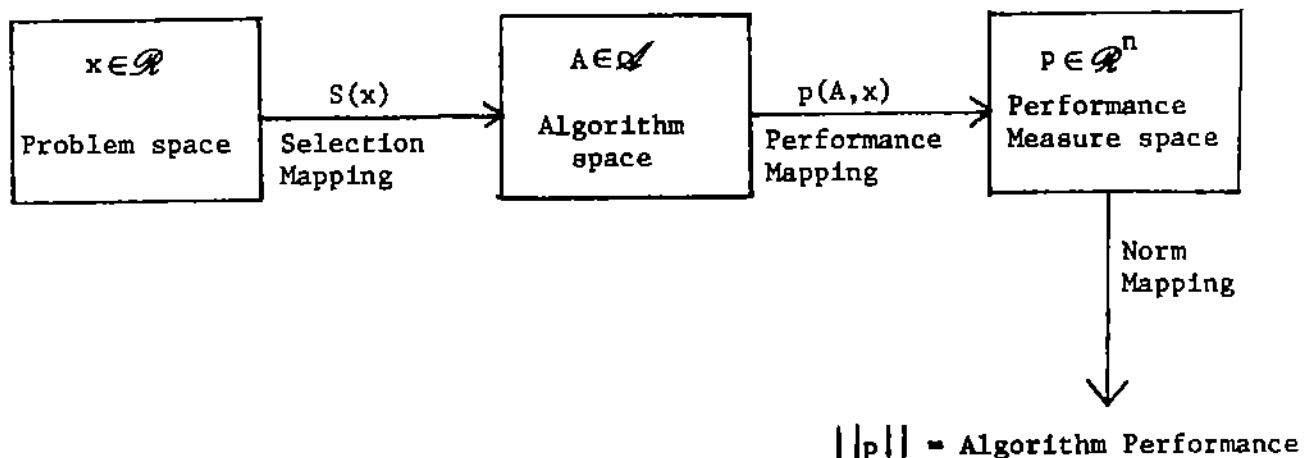 x ∈ ℛ
Problem space
S(x)
Selection
Mapping
A ∈ 𝒜
Algorithm
space
p(A,x)
Performance
Mapping
p ∈ ℛⁿ
Performance
Measure space
Norm
Mapping
||p|| = Algorithm Performance